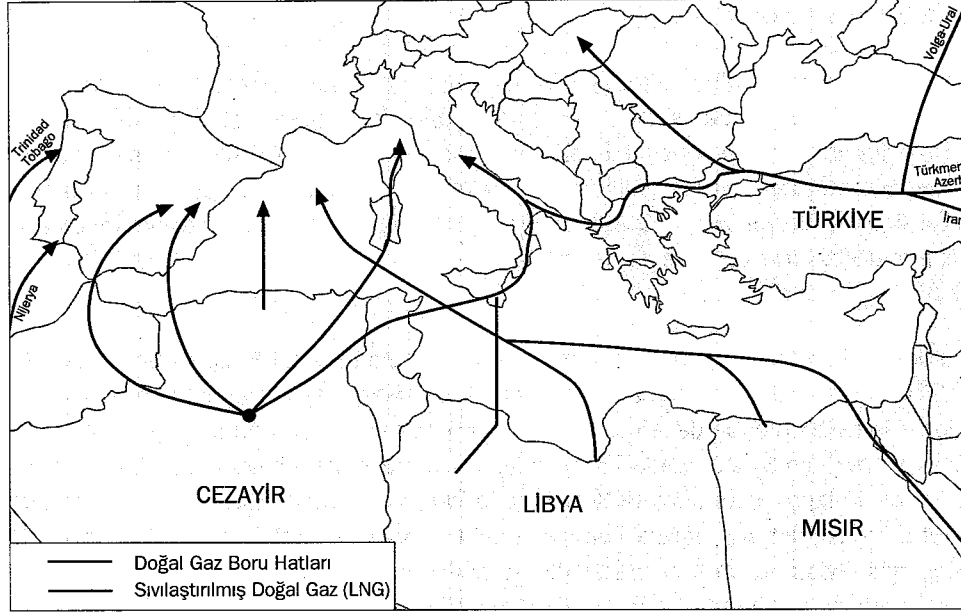 Trinidad
Tobago
Nijerya
Volga-Ural
Türkmen
Azerb
İran
TÜRKİYE
CEZAYİR
LİBYA
MISIR
Doğal Gaz Boru Hatları
Sıvılaştırılmış Doğal Gaz (LNG)